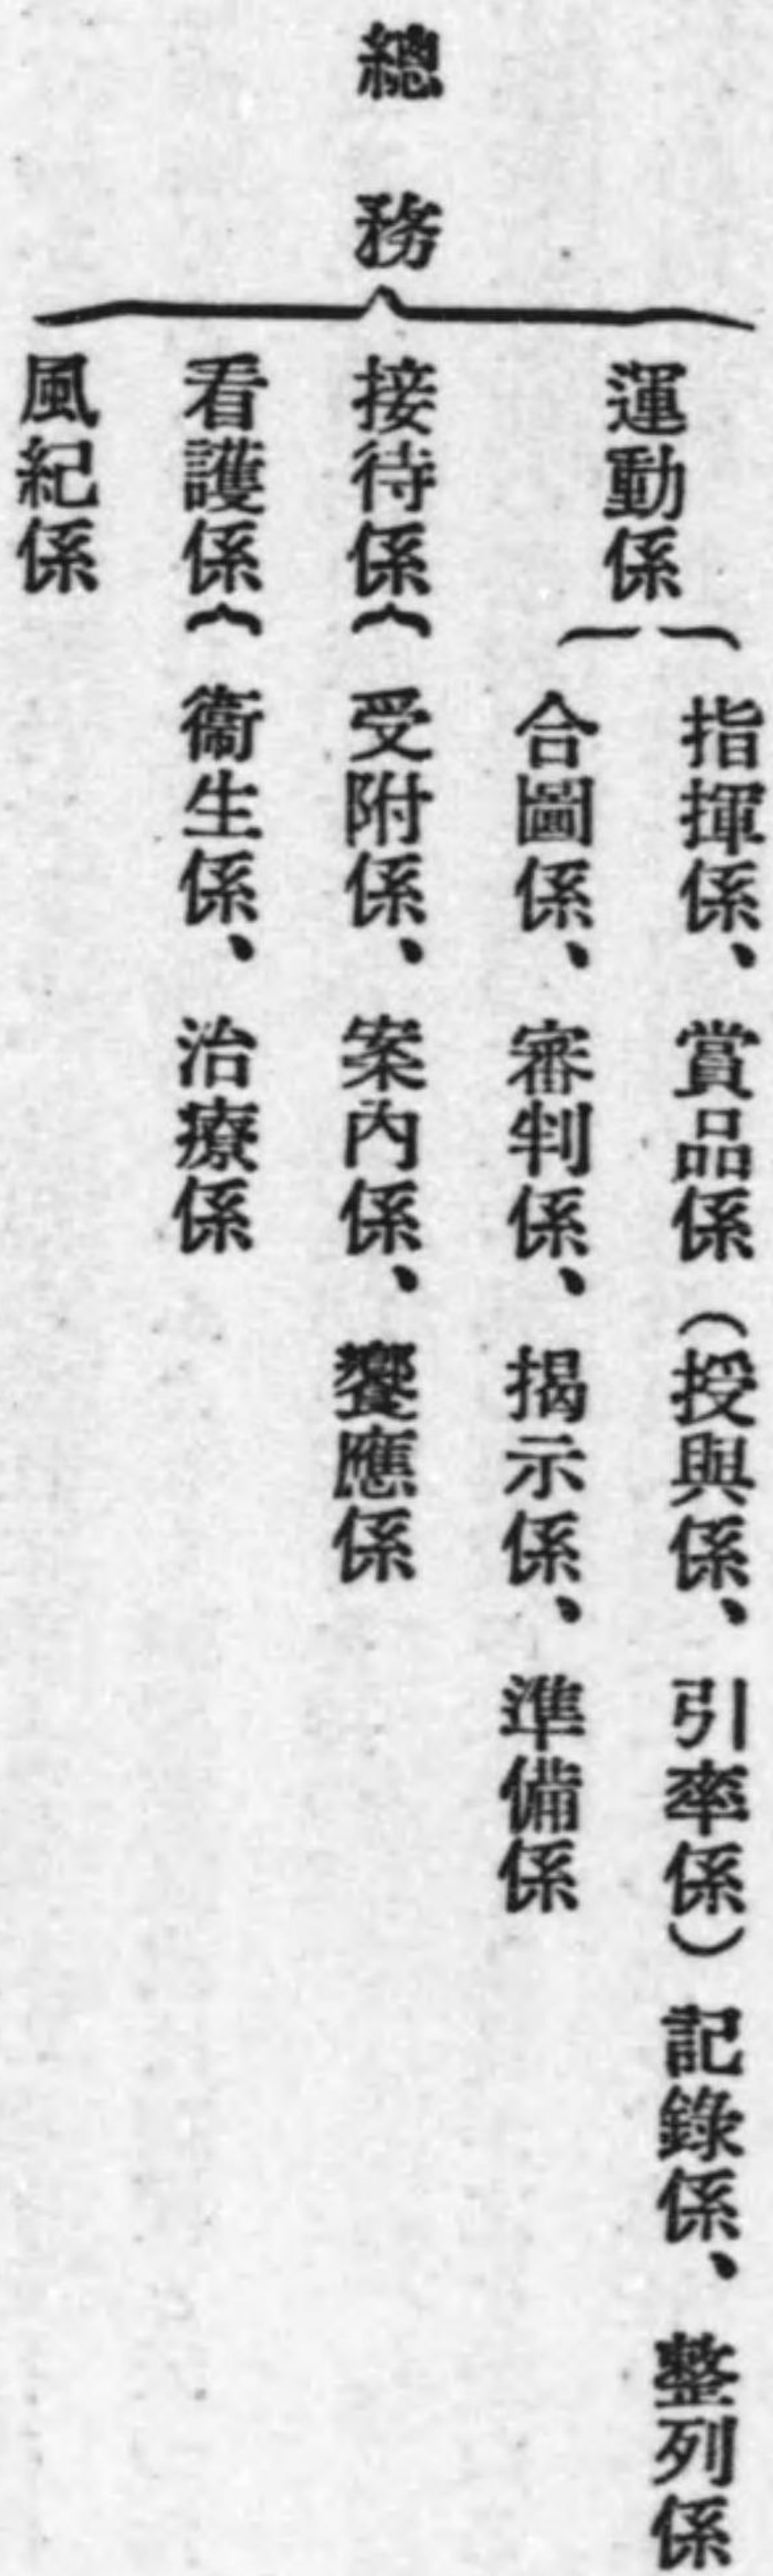 總務
運動係
指揮係、賞品係(授與係、引率係)記錄係、整列係
合圖係、審判係、揭示係、準備係
接待係
受附係、案內係、饗應係
看護係
衞生係、治療係
風紀係